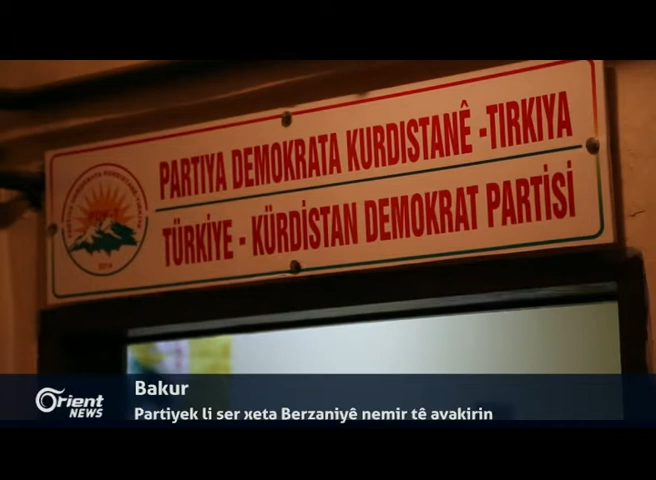 PARTIYA DEMOKRATA KURDISTANÊ -TIRKIYA
TÜRKİYE - KÜRDİSTAN DEMOKRAT PARTİSİ
Orient
NEWS
Bakur
Partiyek li ser xeta Berzaniyê nemir tê avakirin